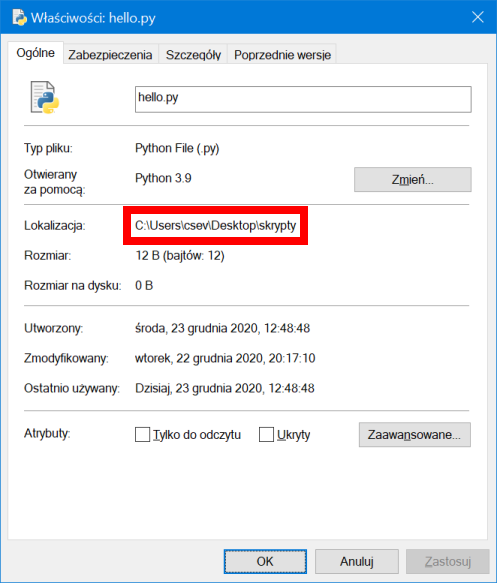 Właściwości: hello.py
Ogólne Zabezpieczenia Szczegóły Poprzednie wersje
hello.py
Typ pliku: Python File (.py)
Otwierany
za pomocą: Python 3.9 Zmień...
Lokalizacja: C:\Users\csev\Desktop\skrypty
Rozmiar: 12 B (bajtów: 12)
Rozmiar na dysku: 0 B
Utworzony: środa, 23 grudnia 2020, 12:48:48
Zmodyfikowany: wtorek, 22 grudnia 2020, 20:17:10
Ostatnio używany: Dzisiaj, 23 grudnia 2020, 12:48:48
Atrybuty: Tylko do odczytu Ukryty Zaawansowane...
OK Anuluj Zastosuj